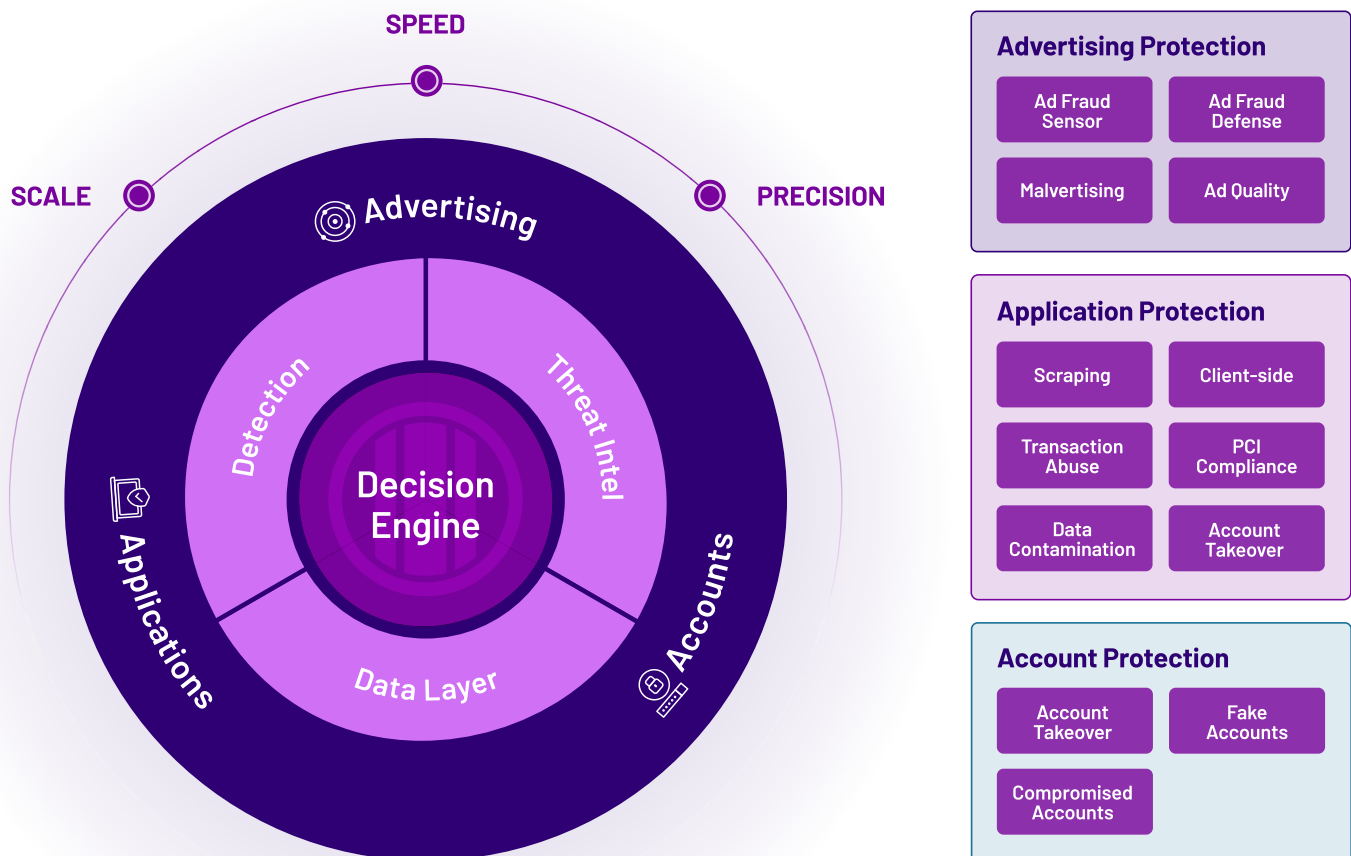 SPEED
SCALE
PRECISION
Advertising
Detection
Threat Intel
Decision
Engine
Applications
Accounts
Data Layer
Advertising Protection
Ad Fraud
Sensor
Ad Fraud
Defense
Malvertising
Ad Quality
Application Protection
Scraping
Client-side
Transaction
Abuse
PCI
Compliance
Data
Contamination
Account
Takeover
Account Protection
Account
Takeover
Fake
Accounts
Compromised
Accounts